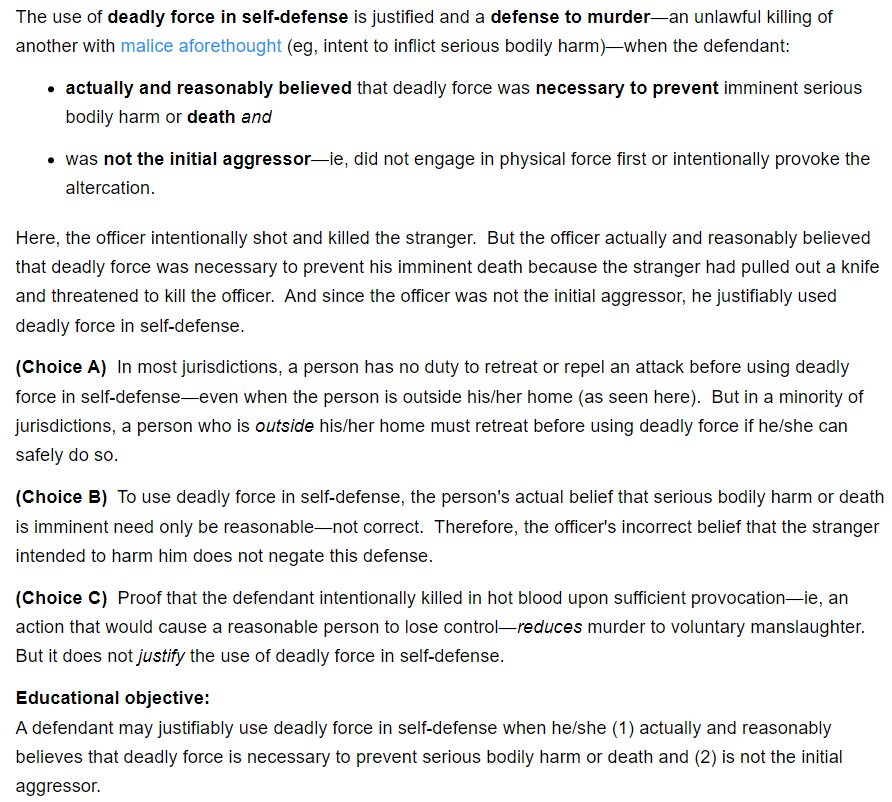 The use of deadly force in self-defense is justified and a defense to murder—an unlawful killing of
another with malice aforethought (eg, intent to inflict serious bodily harm)—when the defendant:
• actually and reasonably believed that deadly force was necessary to prevent imminent serious
bodily harm or death and
• was not the initial aggressor—ie, did not engage in physical force first or intentionally provoke the
altercation.
Here, the officer intentionally shot and killed the stranger.  But the officer actually and reasonably believed
that deadly force was necessary to prevent his imminent death because the stranger had pulled out a knife
and threatened to kill the officer.  And since the officer was not the initial aggressor, he justifiably used
deadly force in self-defense.
(Choice A)  In most jurisdictions, a person has no duty to retreat or repel an attack before using deadly
force in self-defense—even when the person is outside his/her home (as seen here).  But in a minority of
jurisdictions, a person who is outside his/her home must retreat before using deadly force if he/she can
safely do so.
(Choice B)  To use deadly force in self-defense, the person's actual belief that serious bodily harm or death
is imminent need only be reasonable—not correct.  Therefore, the officer's incorrect belief that the stranger
intended to harm him does not negate this defense.
(Choice C)  Proof that the defendant intentionally killed in hot blood upon sufficient provocation—ie, an
action that would cause a reasonable person to lose control—reduces murder to voluntary manslaughter.
But it does not justify the use of deadly force in self-defense.
Educational objective:
A defendant may justifiably use deadly force in self-defense when he/she (1) actually and reasonably
believes that deadly force is necessary to prevent serious bodily harm or death and (2) is not the initial
aggressor.